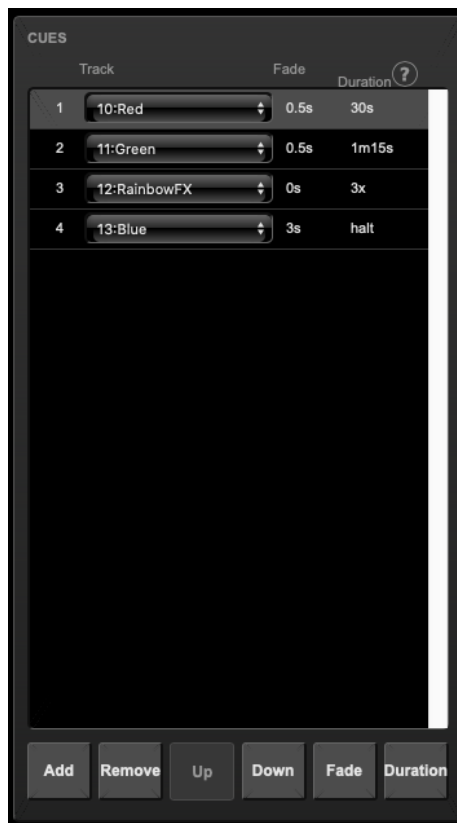 CUES
Track Fade Duration ?
1 10:Red 0.5s 30s
2 11:Green 0.5s 1m15s
3 12:RainbowFX 0s 3x
4 13:Blue 3s halt
Add Remove Up Down Fade Duration